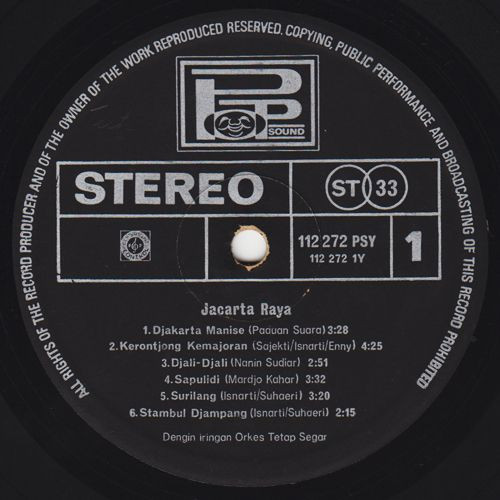 ALL RIGHTS OF THE RECORD PRODUCER AND OF THE OWNER OF THE WORK REPRODUCED RESERVED. COPYING, PUBLIC PERFORMANCE AND BROADCASTING OF THIS RECORD PROHIBITED
POP
SOUND
STEREO
ST 33
112 272 PSY
112 272 1Y
1
Jacarta Raya
1. Djakarta Manise (Paduan Suara) 3:28
2. Kerontjong Kemajoran (Sajekti/Isnarti/Enny) 4:25
3. Djali-Djali (Nanin Sudiar) 2:51
4. Sapulidi (Mardjo Kahar) 3:32
5. Surilang (Isnarti/Suhaeri) 3:20
6. Stambul Djampang (Isnarti/Suhaeri) 2:15
Dengin iringan Orkes Tetap Segar